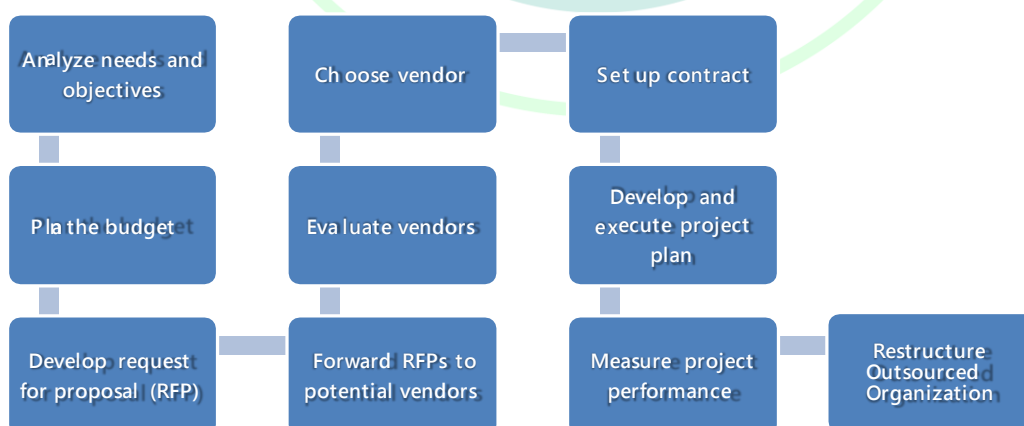 Analyze needs and
objectives
Plan the budget
Develop request
for proposal (RFP)
Forward RFPs to
potential vendors
Evaluate vendors
Choose vendor
Set up contract
Develop and
execute project
plan
Measure project
performance
Restructure
Outsourced
Organization